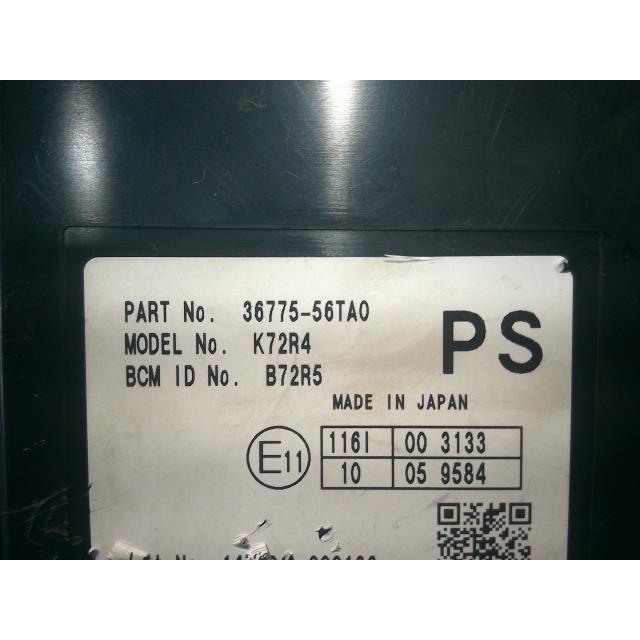 PART No. 36775-56TA0
MODEL No. K72R4
BCM ID No. B72R5
PS
MADE IN JAPAN
E11
116I 00 3133
10 05 9584